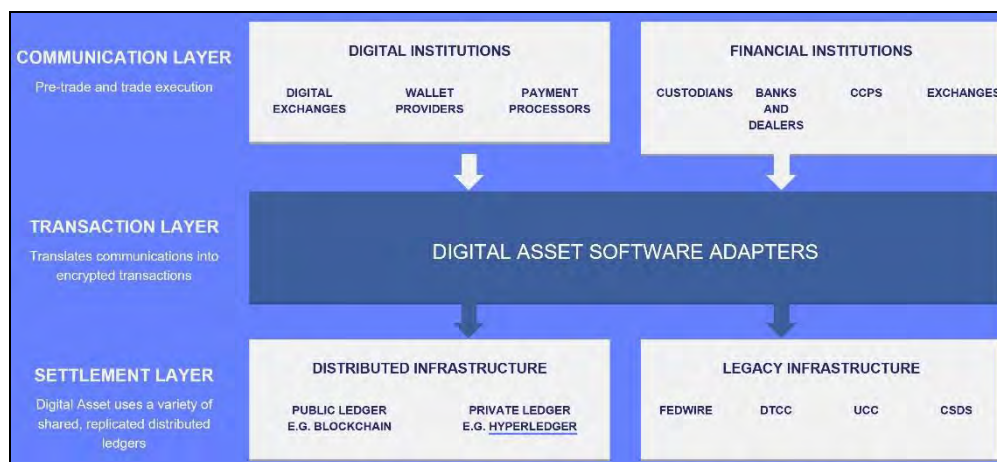 COMMUNICATION LAYER
Pre-trade and trade execution
DIGITAL INSTITUTIONS
DIGITAL
EXCHANGES
WALLET
PROVIDERS
PAYMENT
PROCESSORS
FINANCIAL INSTITUTIONS
CUSTODIANS
BANKS
AND
DEALERS
CCPS
EXCHANGES
TRANSACTION LAYER
Translates communications into
encrypted transactions
DIGITAL ASSET SOFTWARE ADAPTERS
SETTLEMENT LAYER
Digital Asset uses a variety of
shared, replicated distributed
ledgers
DISTRIBUTED INFRASTRUCTURE
PUBLIC LEDGER
E.G. BLOCKCHAIN
PRIVATE LEDGER
E.G. HYPERLEDGER
LEGACY INFRASTRUCTURE
FEDWIRE
DTCC
UCC
CSDS